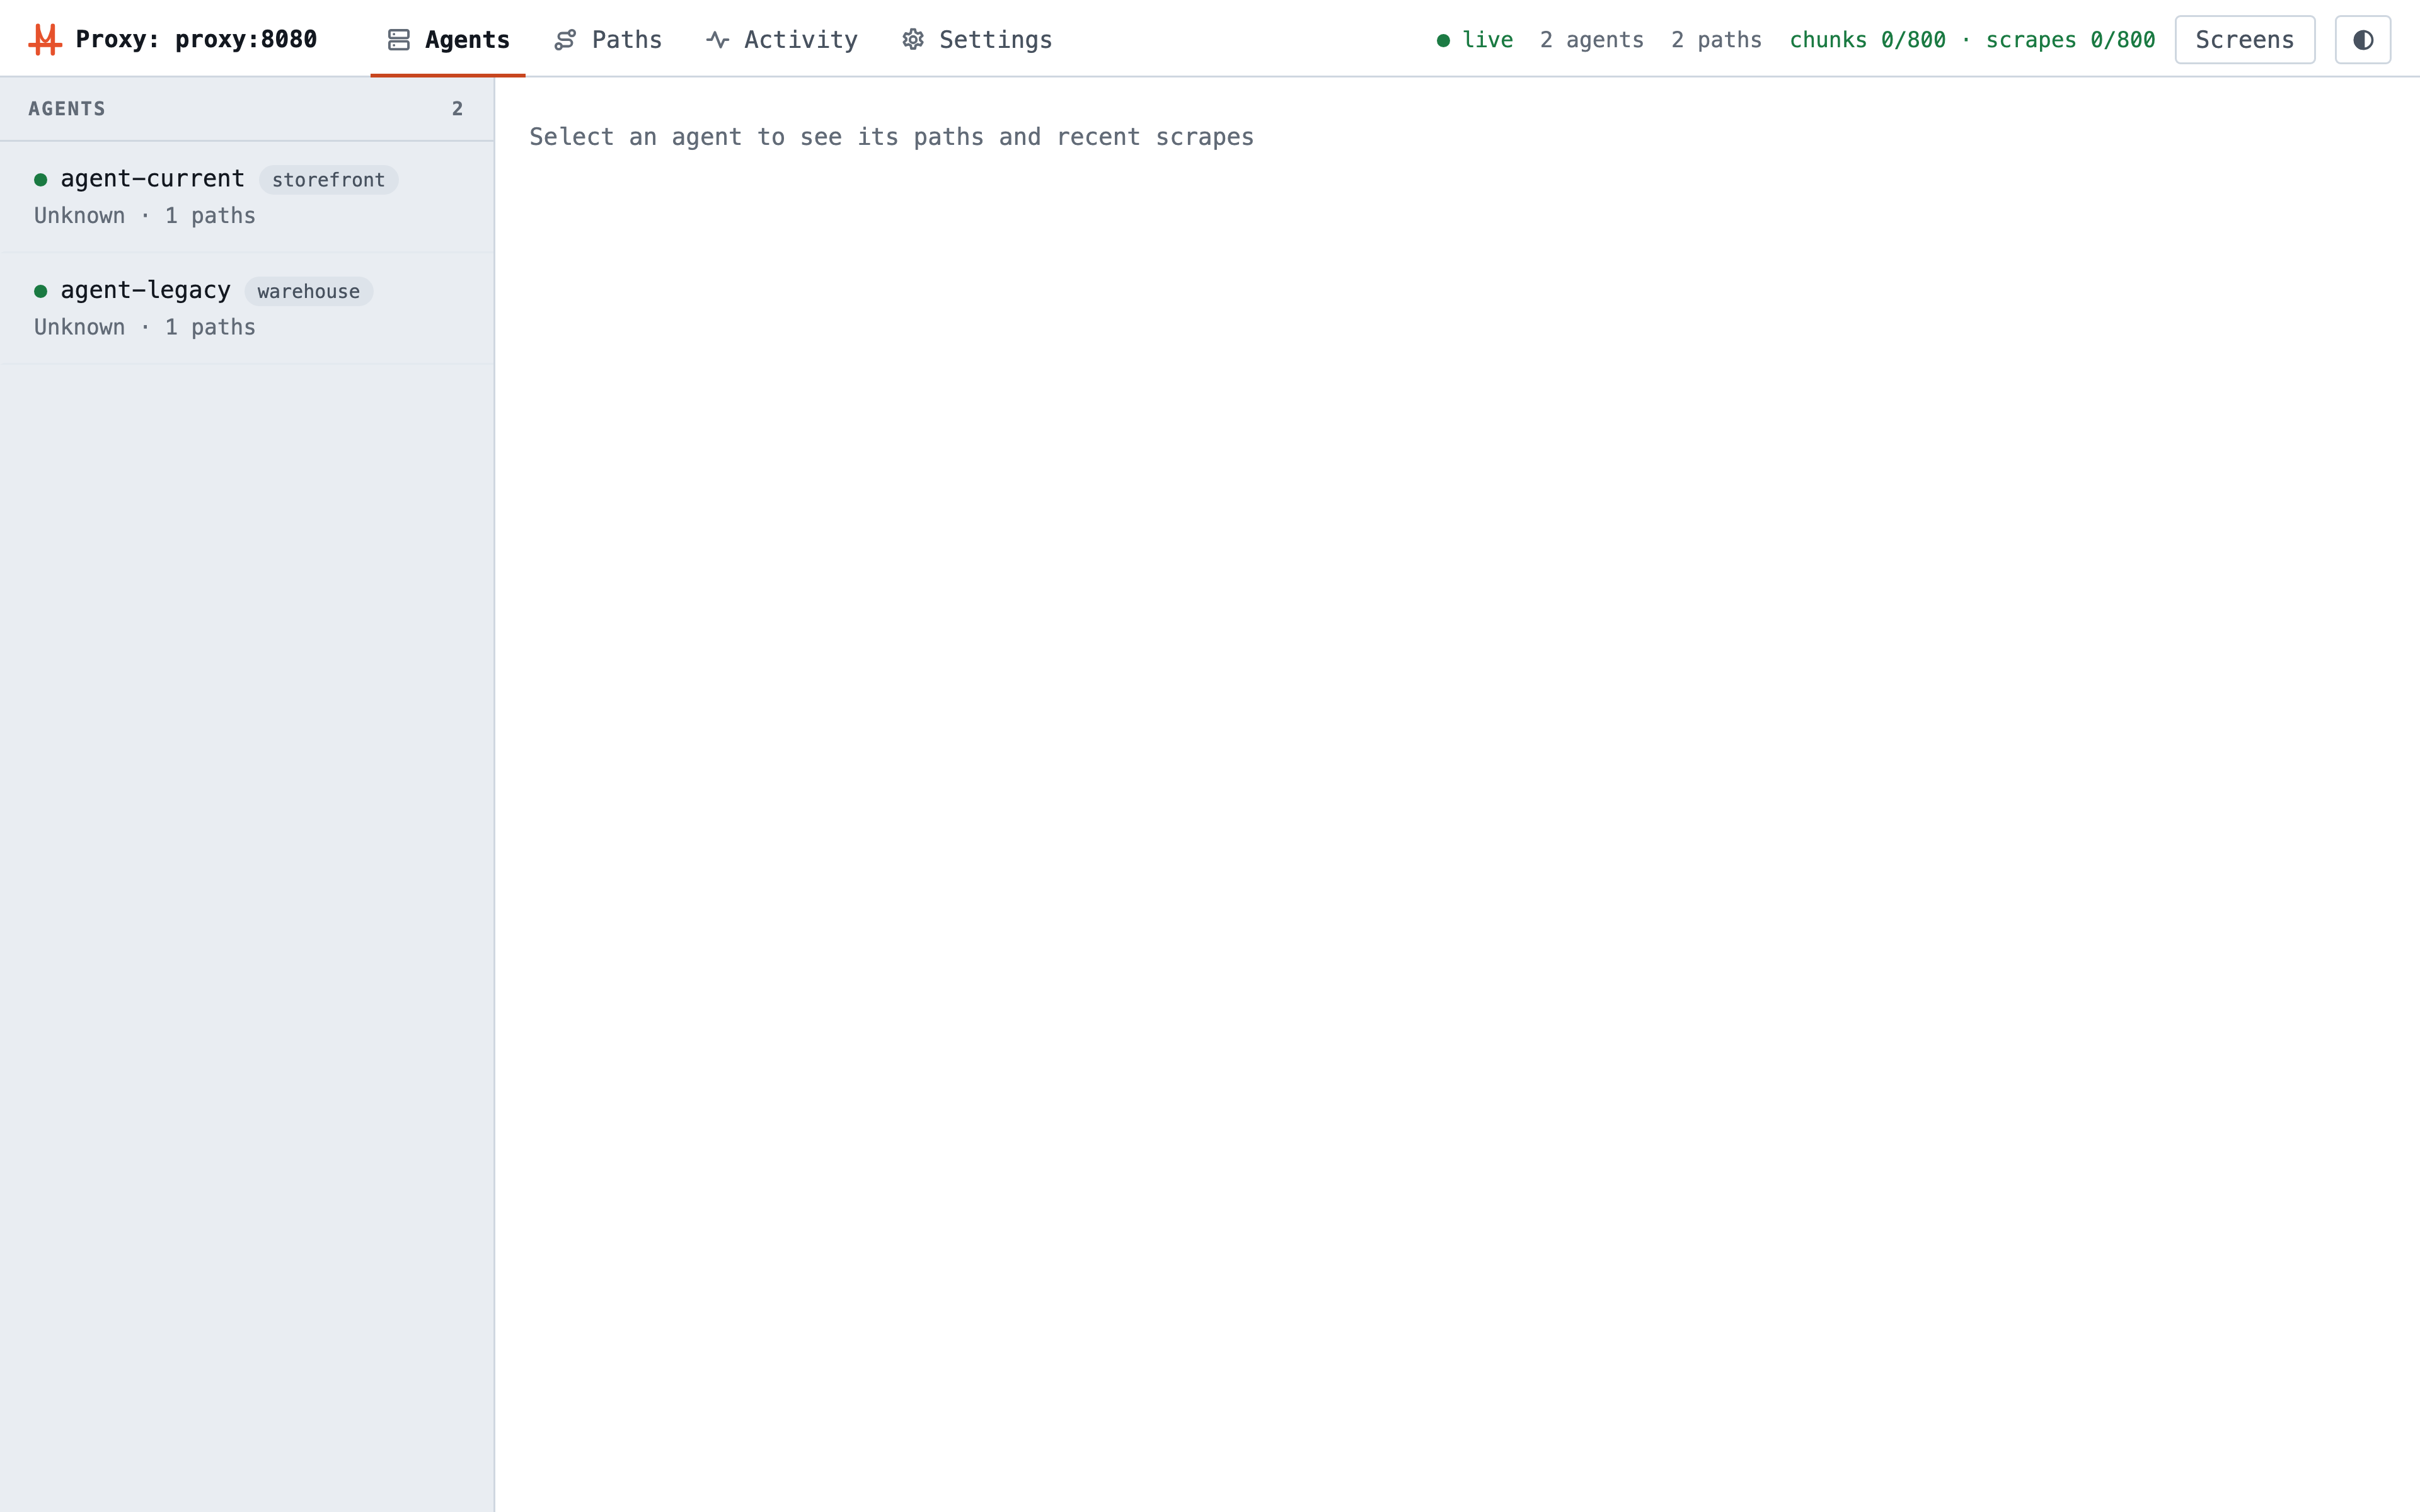 Proxy: proxy:8080 Agents Paths Activity Settings live 2 agents 2 paths chunks 0/800 · scrapes 0/800 Screens
AGENTS 2
agent-current storefront
Unknown · 1 paths
agent-legacy warehouse
Unknown · 1 paths
Select an agent to see its paths and recent scrapes